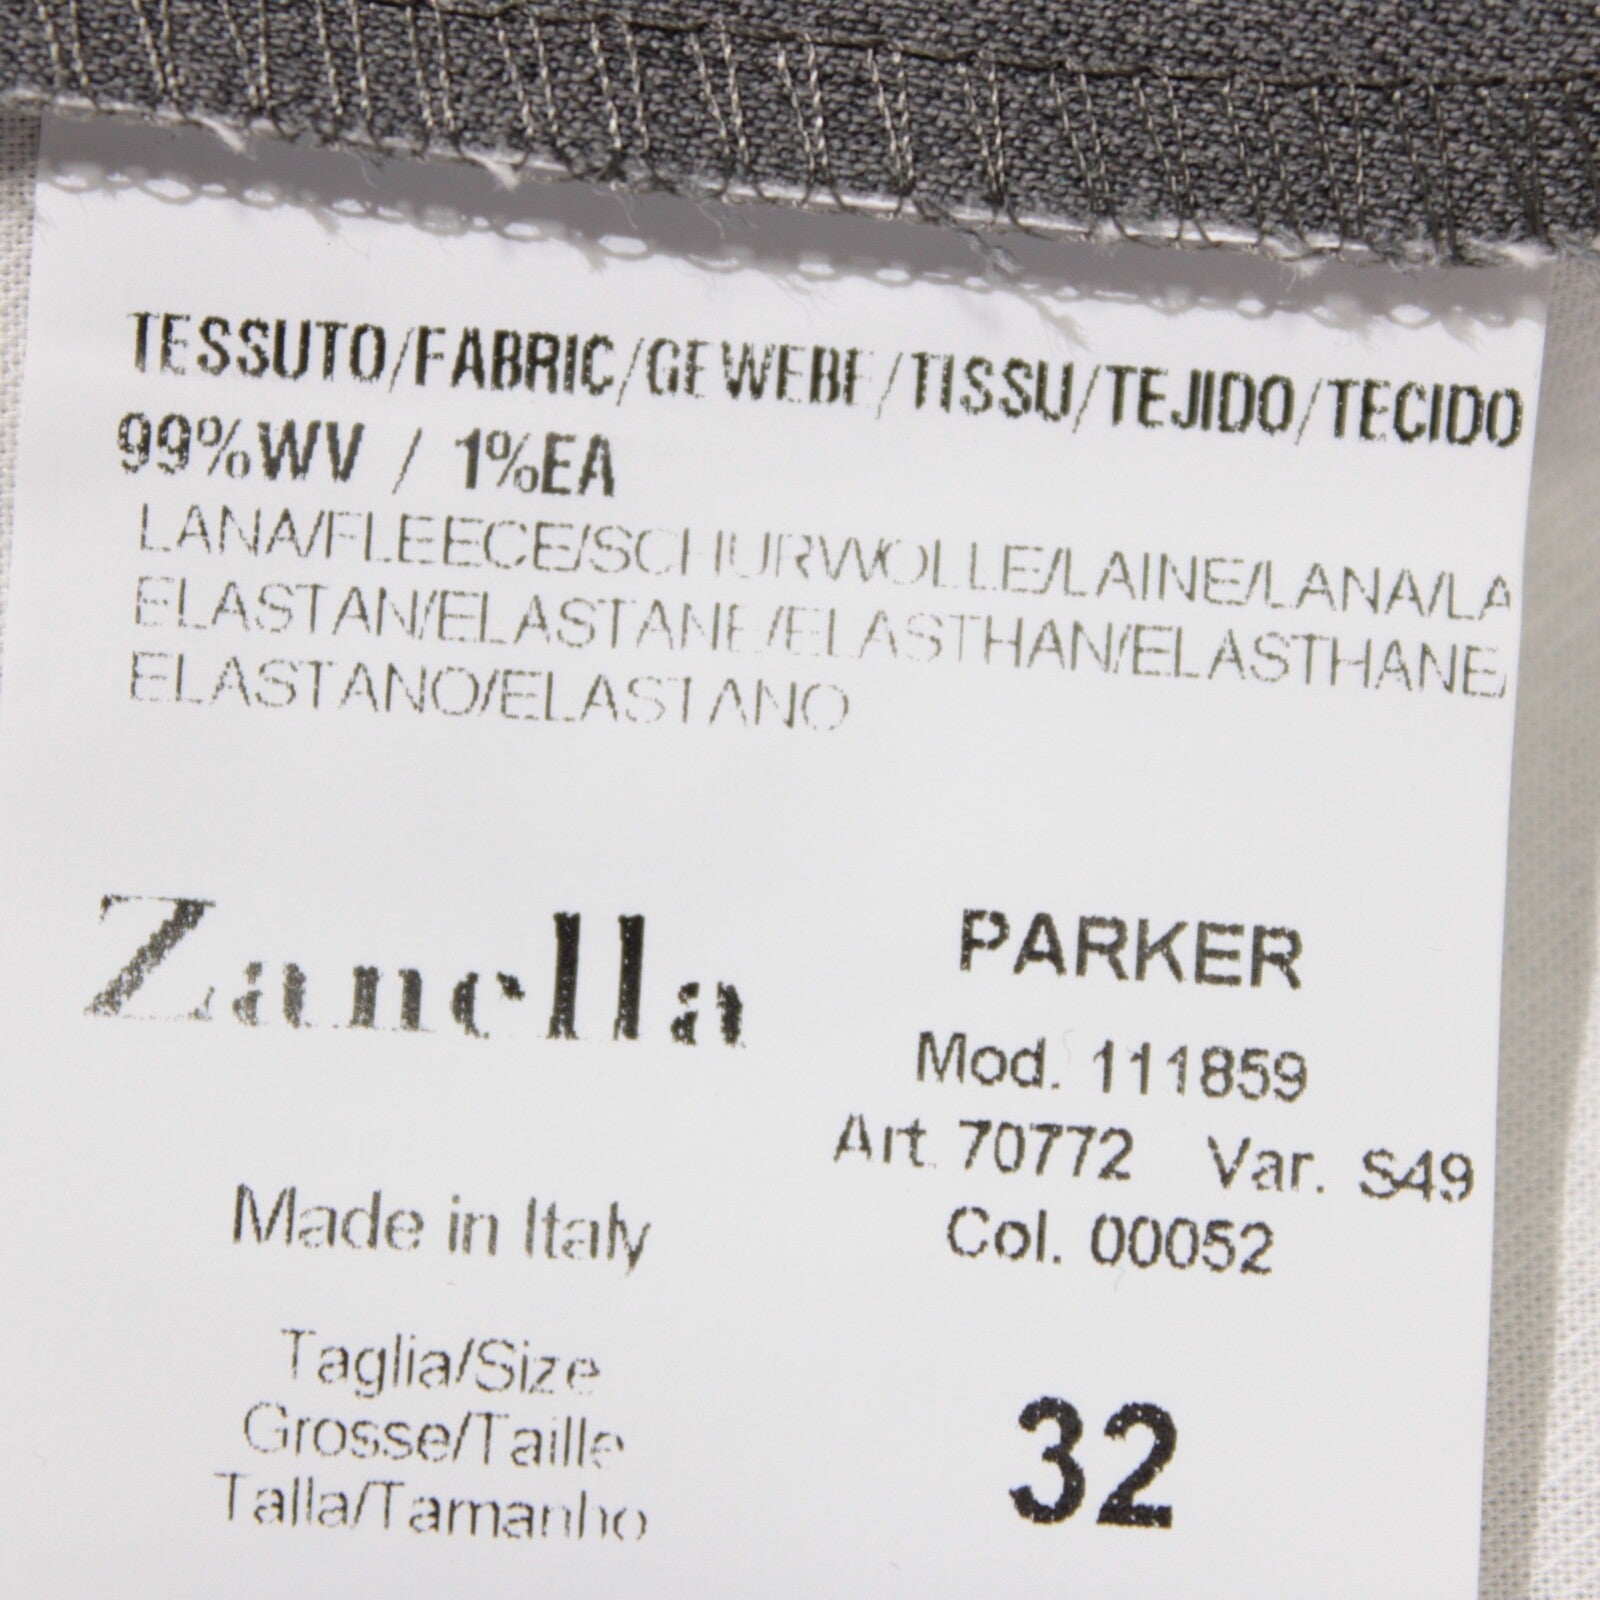 TESSUTO/FABRIC/GEWEBE/TISSU/TEJIDO/TECIDO
99%WV / 1%EA
LANA/FLEECE/SCHURWOLLE/LAINE/LANA/LA
ELASTAN/ELASTANE/ELASTHAN/ELASTHANE/
ELASTANO/ELASTANO
Zanella
PARKER
Mod. 111859
Art. 70772 Var. S49
Col. 00052
Made in Italy
Taglia/Size
Grosse/Taille
Talla/Tamanho
32